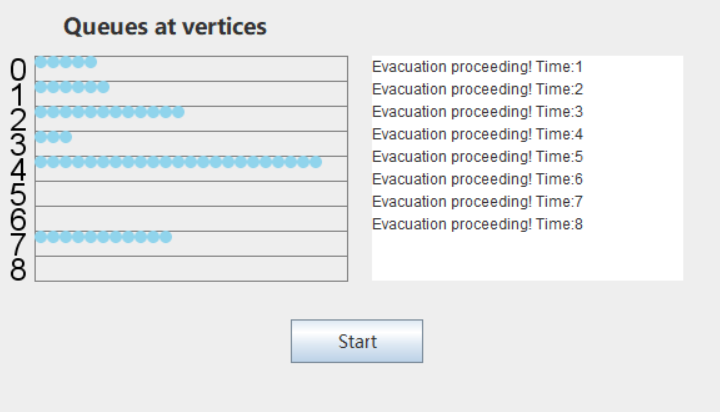 Queues at vertices
0
1
2
3
4
5
6
7
8
Evacuation proceeding! Time:1
Evacuation proceeding! Time:2
Evacuation proceeding! Time:3
Evacuation proceeding! Time:4
Evacuation proceeding! Time:5
Evacuation proceeding! Time:6
Evacuation proceeding! Time:7
Evacuation proceeding! Time:8
Start